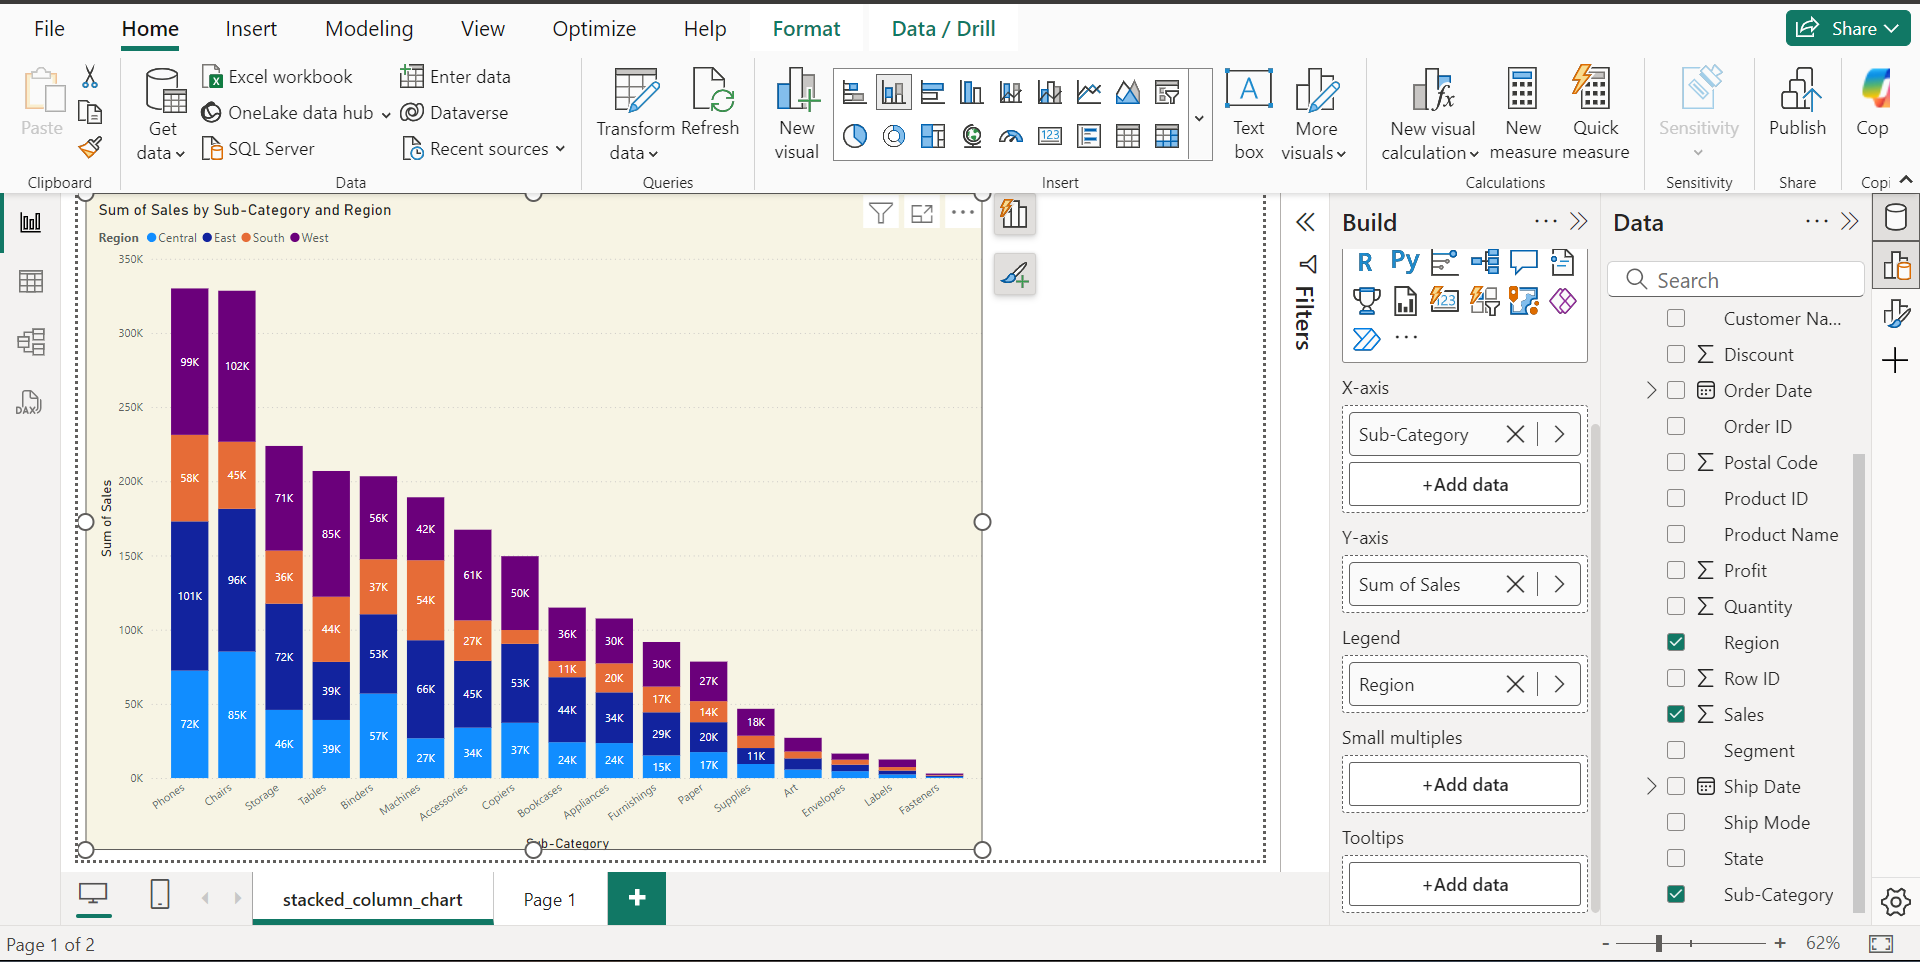 File
Home
Insert
Modeling
View
Optimize
Help
Format
Data / Drill
Share
Paste
Clipboard
Get data
Excel workbook
OneLake data hub
SQL Server
Enter data
Dataverse
Recent sources
Data
Transform data
Refresh
Queries
New visual
123
A
Text box
More visuals
Insert
fx
New visual calculation
New measure
Quick measure
Calculations
Sensitivity
Sensitivity
Publish
Share
Cop
Copi
DAX
Sum of Sales by Sub-Category and Region
Region Central East South West
350K
300K
250K
200K
150K
100K
50K
0K
Sum of Sales
99K
58K
101K
72K
102K
45K
96K
85K
71K
36K
72K
46K
85K
44K
39K
39K
56K
37K
53K
57K
42K
54K
66K
27K
61K
27K
45K
34K
50K
53K
37K
36K
11K
44K
24K
30K
20K
34K
24K
30K
17K
29K
15K
27K
14K
20K
17K
18K
11K
Phones
Chairs
Storage
Tables
Binders
Machines
Accessories
Copiers
Bookcases
Appliances
Furnishings
Paper
Supplies
Art
Envelopes
Labels
Fasteners
Sub-Category
Filters
Build
R
Py
123
X-axis
Sub-Category
+Add data
Y-axis
Sum of Sales
Legend
Region
Small multiples
+Add data
Tooltips
+Add data
Data
Search
Customer Na...
Discount
Order Date
Order ID
Postal Code
Product ID
Product Name
Profit
Quantity
Region
Row ID
Sales
Segment
Ship Date
Ship Mode
State
Sub-Category
stacked_column_chart
Page 1
Page 1 of 2
62%